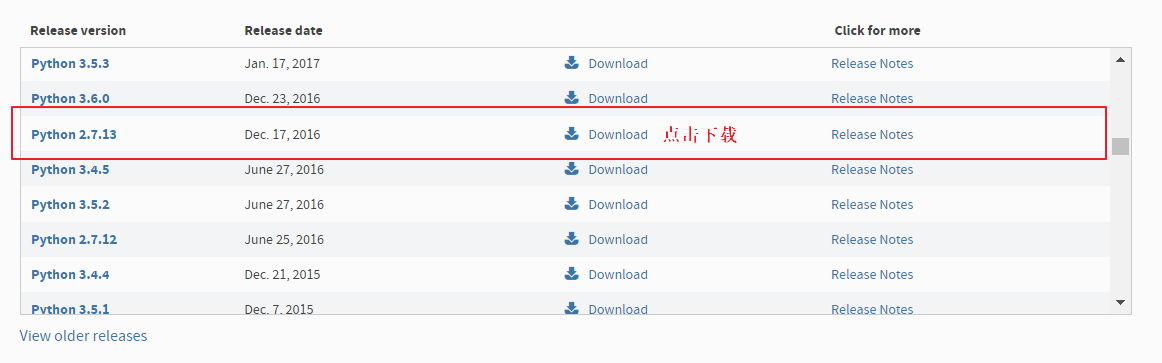 Release version Release date Click for more
Python 3.5.3 Jan. 17, 2017 Download Release Notes
Python 3.6.0 Dec. 23, 2016 Download Release Notes
Python 2.7.13 Dec. 17, 2016 Download 点击下载 Release Notes
Python 3.4.5 June 27, 2016 Download Release Notes
Python 3.5.2 June 27, 2016 Download Release Notes
Python 2.7.12 June 25, 2016 Download Release Notes
Python 3.4.4 Dec. 21, 2015 Download Release Notes
Python 3.5.1 Dec. 7, 2015 Download Release Notes
View older releases